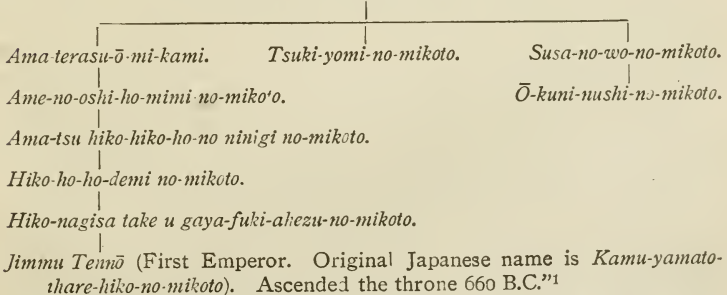 Ama-terasu-ō-mi-kami. Tsuki-yomi-no-mikoto. Susa-no-wo-no-mikoto.
Ame-no-oshi-ho-mimi no-miko'o. Ō-kuni-nushi-no-mikoto.
Ama-tsu hiko-hiko-ho-no ninigi no-mikoto.
Hiko-ho-ho-demi no-mikoto.
Hiko-nagisa take u gaya-fuki-ahezu-no-mikoto.
Jimmu Tennō (First Emperor. Original Japanese name is Kamu-yamato-
ihare-hiko-no-mikoto). Ascended the throne 660 B.C."1